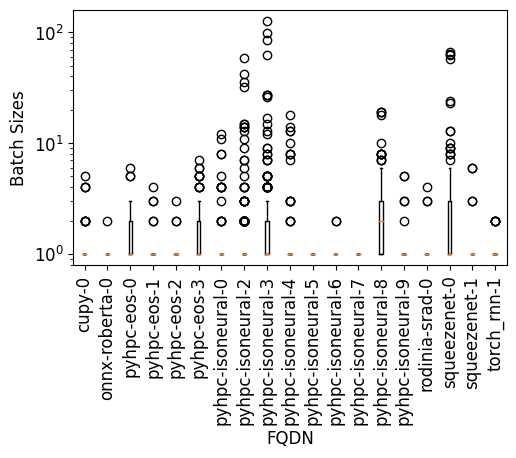 Batch Sizes
10²
10¹
10⁰
cupy-0
onnx-roberta-0
pyhpc-eos-0
pyhpc-eos-1
pyhpc-eos-2
pyhpc-eos-3
pyhpc-isoneural-0
pyhpc-isoneural-2
pyhpc-isoneural-3
pyhpc-isoneural-4
pyhpc-isoneural-5
pyhpc-isoneural-6
pyhpc-isoneural-7
pyhpc-isoneural-8
pyhpc-isoneural-9
rodinia-srad-0
squeezenet-0
squeezenet-1
torch_rnn-1
FQDN